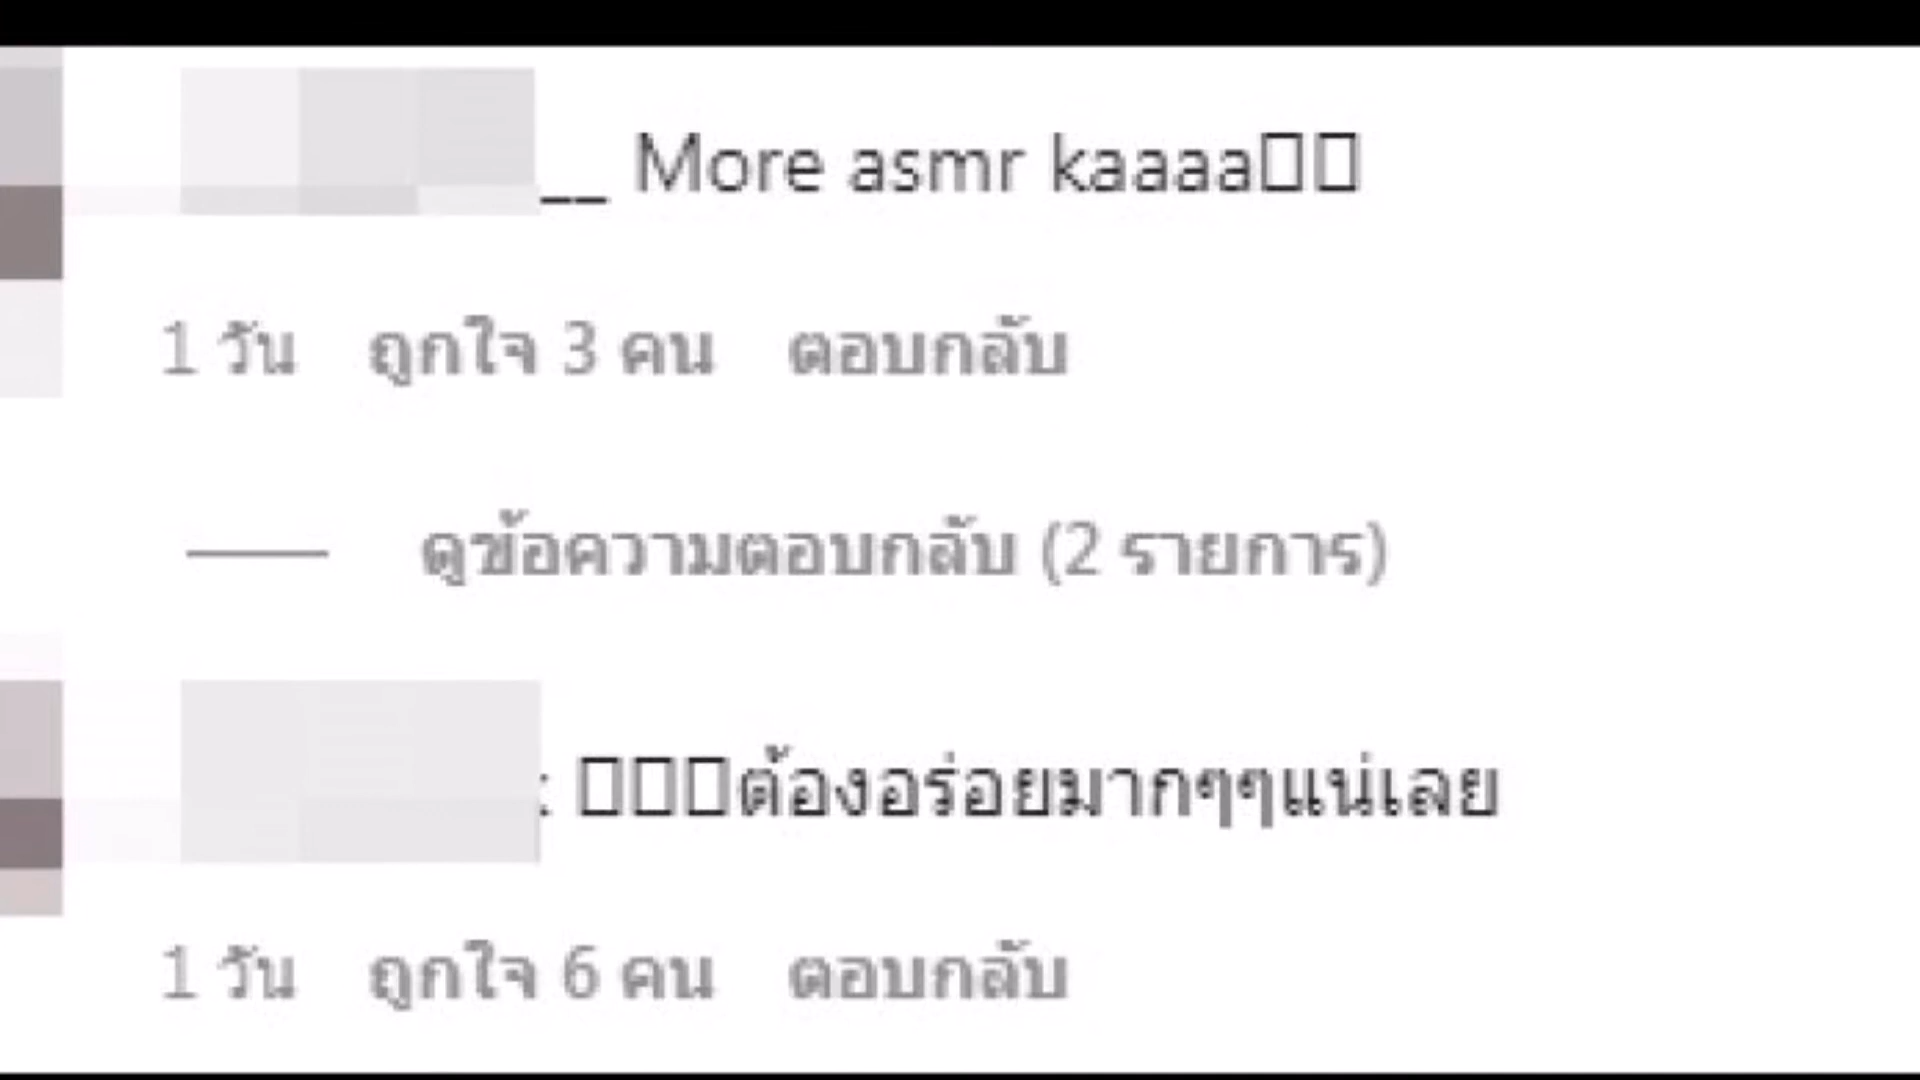 __ More asmr kaaaa▯▯
1 วัน ถูกใจ 3 คน ตอบกลับ
ดูข้อความตอบกลับ (2 รายการ)
: ▯▯▯ต้องอร่อยมากๆๆแน่เลย
1 วัน ถูกใจ 6 คน ตอบกลับ